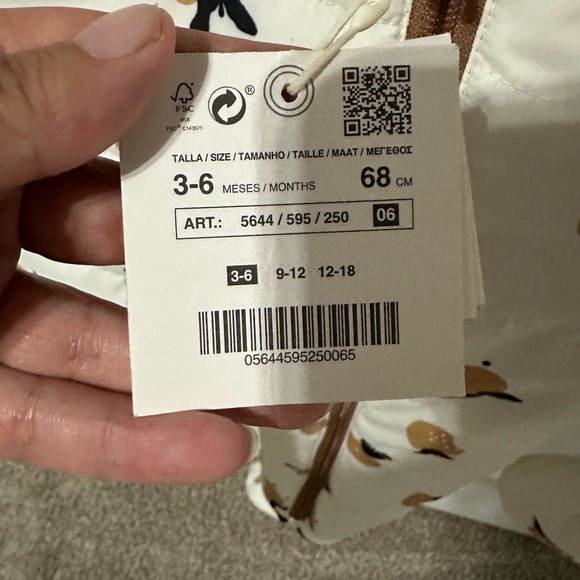 ®
FSC
MIX
FSC® C143571
TALLA / SIZE / TAMANHO / TAILLE / MAAT / ΜΕΓΕΘΟΣ
3-6 MESES / MONTHS 68 CM
ART.: 5644 / 595 / 250 06
3-6 9-12 12-18
05644595250065